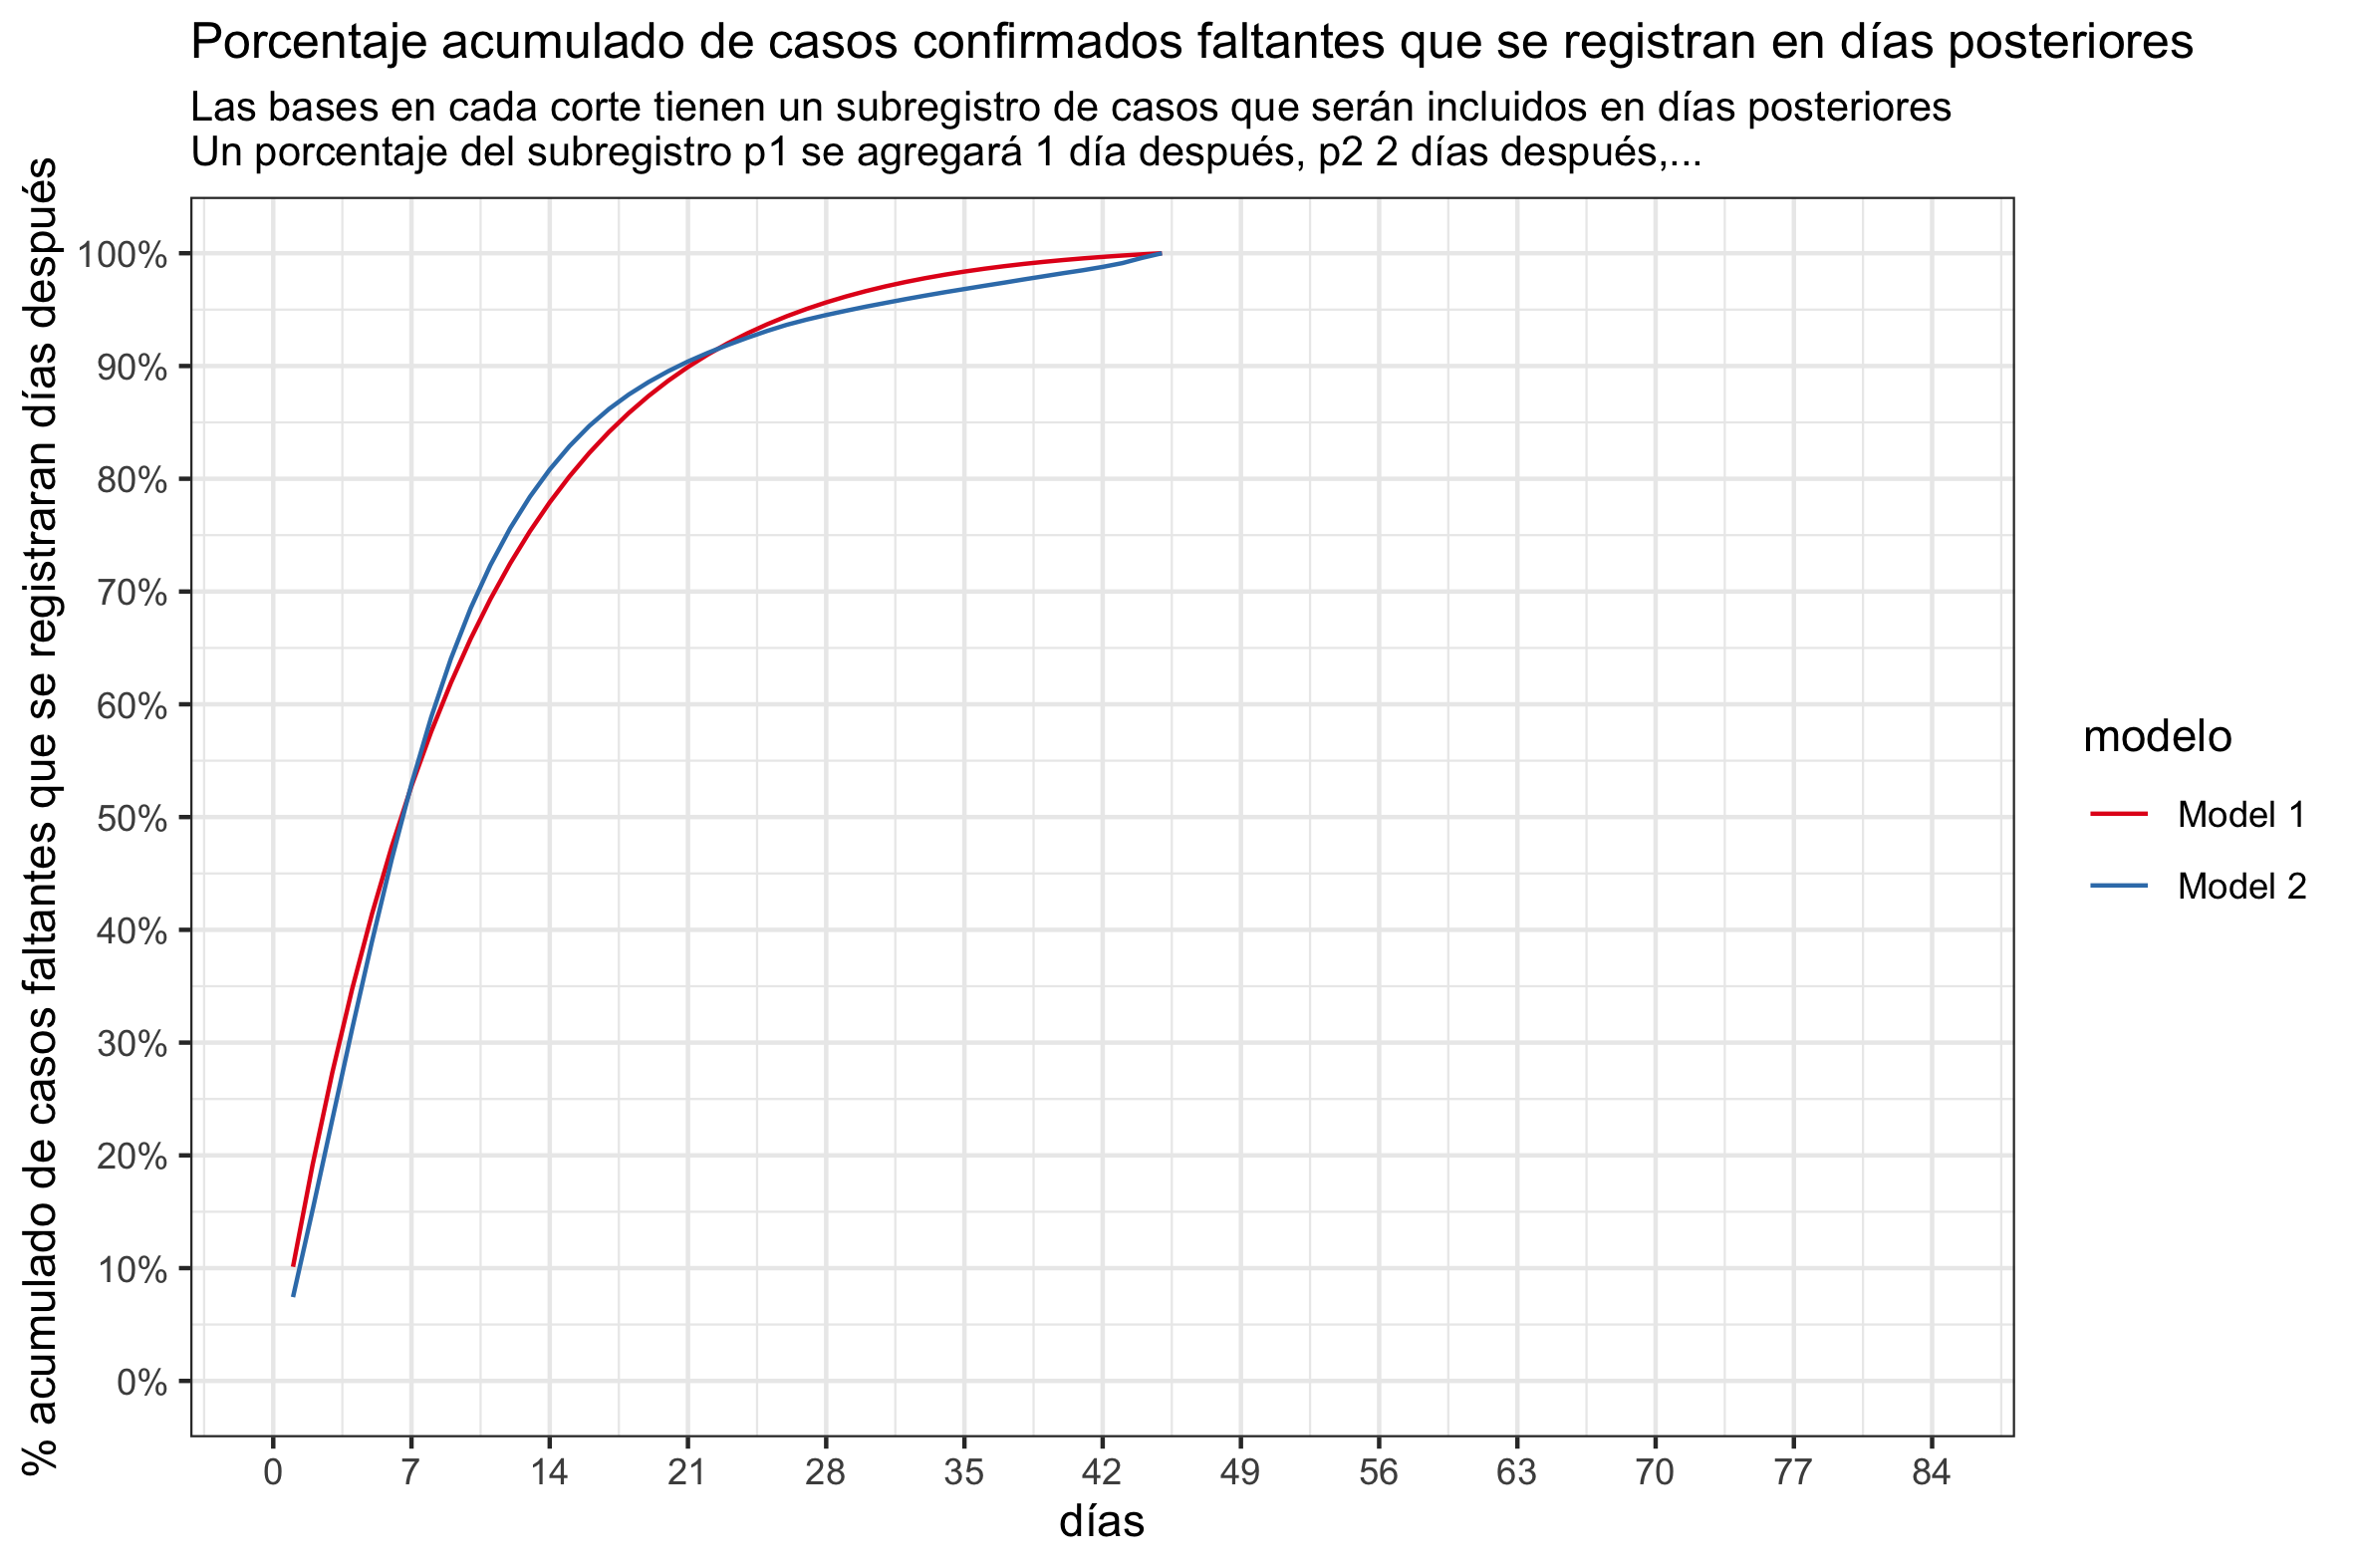 Porcentaje acumulado de casos confirmados faltantes que se registran en días posteriores
Las bases en cada corte tienen un subregistro de casos que serán incluidos en días posteriores
Un porcentaje del subregistro p1 se agregará 1 día después, p2 2 días después,...
% acumulado de casos faltantes que se registraran días después
100%
90%
80%
70%
60%
50%
40%
30%
20%
10%
0%
0 7 14 21 28 35 42 49 56 63 70 77 84
días
modelo
Model 1
Model 2